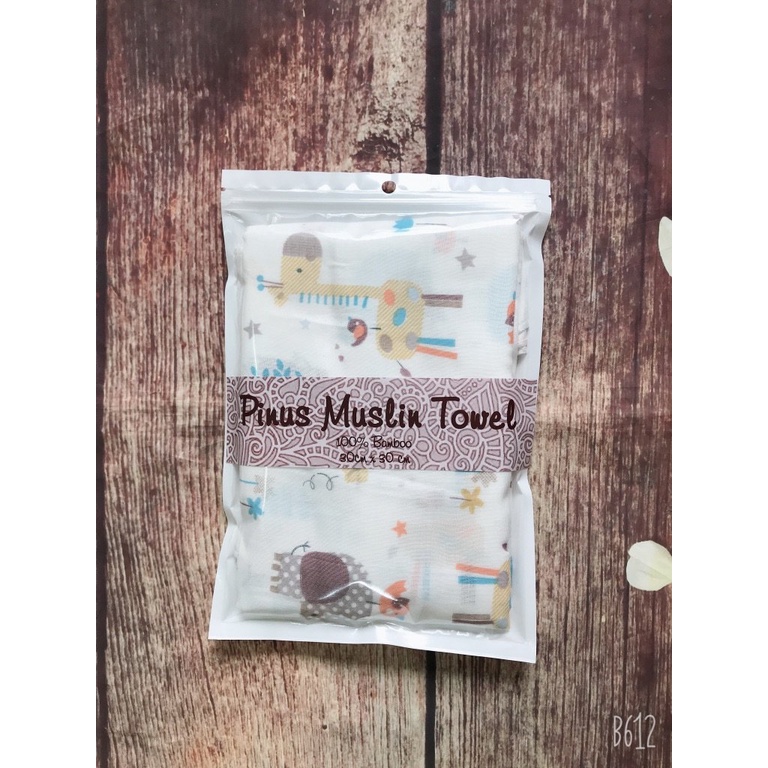 Pinus Muslin Towel
100% Bamboo
30cm x 30 cm
B612